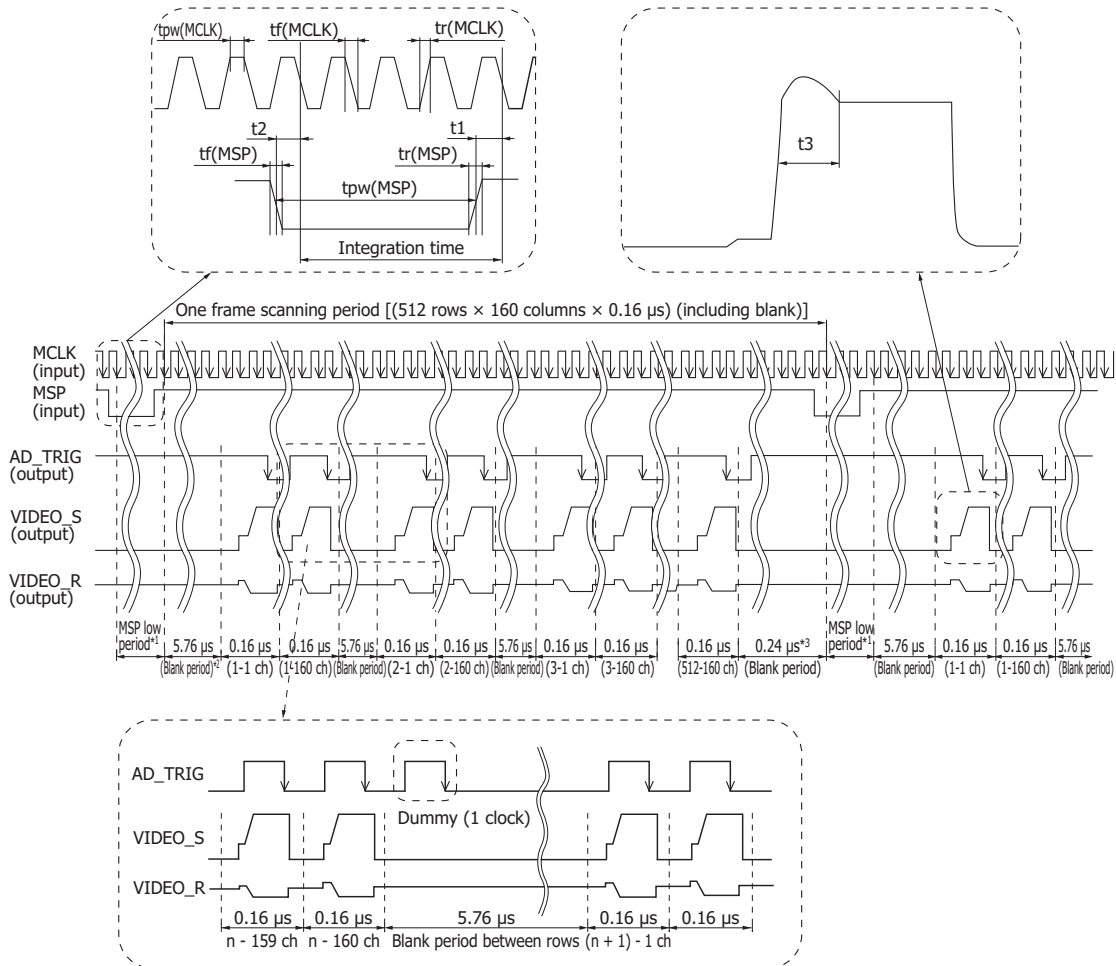 tpw(MCLK) tf(MCLK) tr(MCLK)
t2 t1
tf(MSP) tr(MSP)
tpw(MSP)
Integration time
t3
One frame scanning period [(512 rows × 160 columns × 0.16 µs) (including blank)]
MCLK
(input)
MSP
(input)
AD_TRIG
(output)
VIDEO_S
(output)
VIDEO_R
(output)
MSP low
period*1
5.76 µs
(Blank period)*2
0.16 µs
(1-1 ch)
0.16 µs
(1-160 ch)
5.76 µs
(Blank period)
0.16 µs
(2-1 ch)
0.16 µs
(2-160 ch)
5.76 µs
(Blank period)
0.16 µs
(3-1 ch)
0.16 µs
(3-160 ch)
0.16 µs
(512-160 ch)
0.24 µs*3
(Blank period)
MSP low
period*1
5.76 µs
(Blank period)
0.16 µs
(1-1 ch)
0.16 µs
(1-160 ch)
5.76 µs
(Blank period)
AD_TRIG
Dummy (1 clock)
VIDEO_S
VIDEO_R
0.16 µs 0.16 µs 5.76 µs 0.16 µs 0.16 µs
n - 159 ch n - 160 ch Blank period between rows (n + 1) - 1 ch